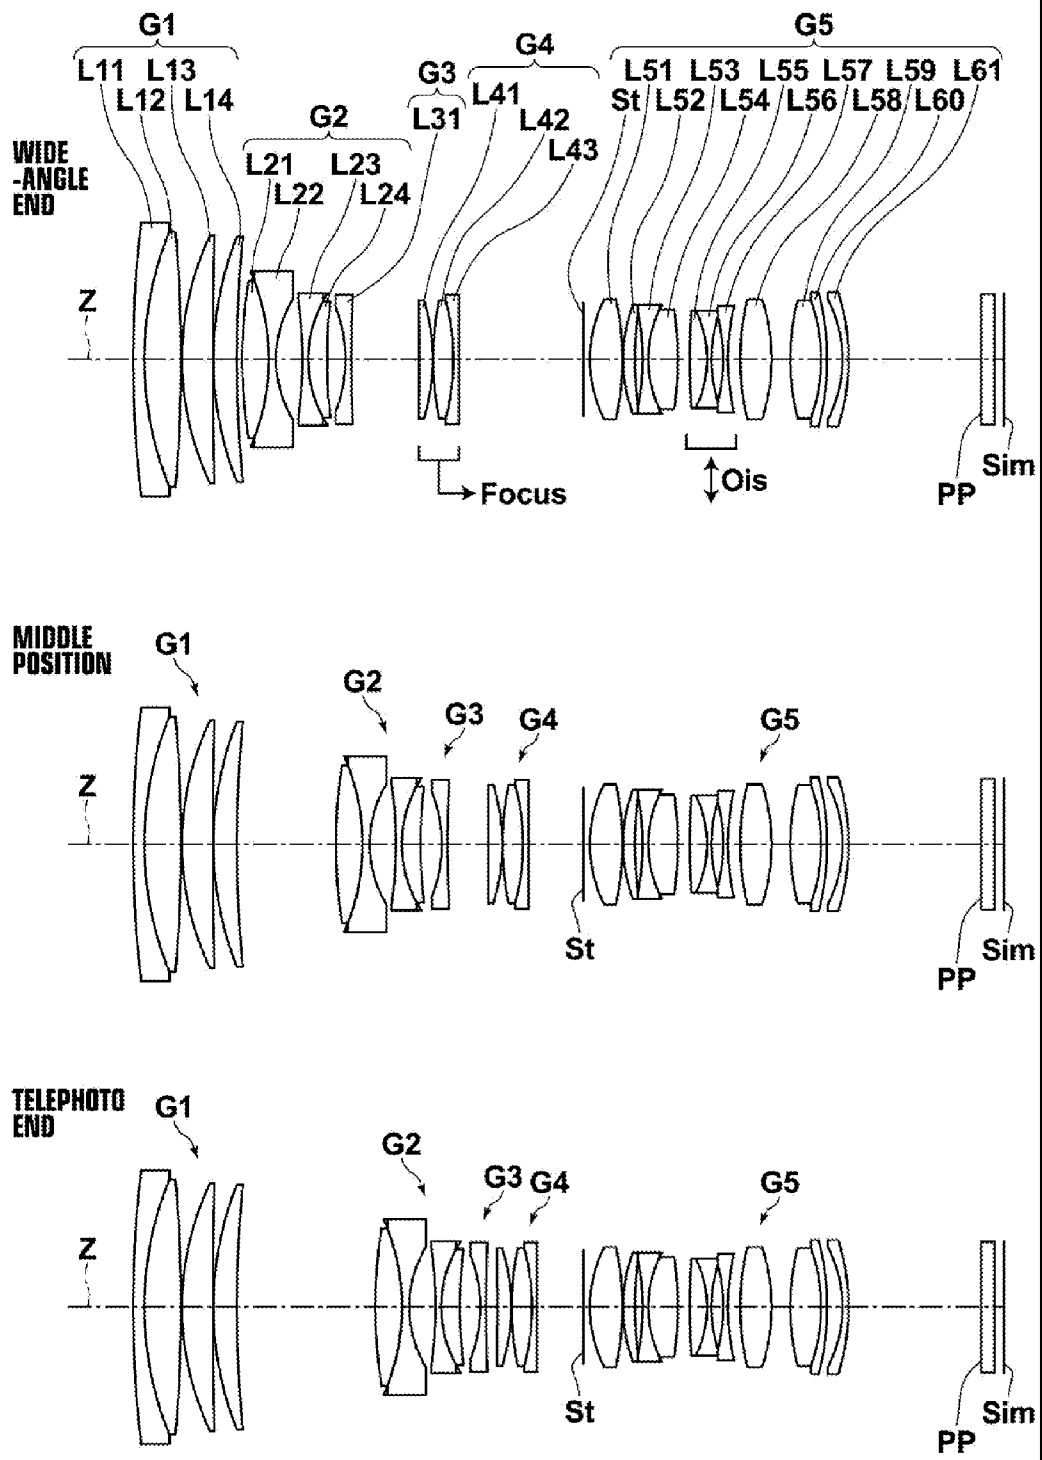 G1
G4
G5
L11 L13
G3
L51 L53 L55 L57 L59 L61
L12 L14
L41
St L52 L54 L56 L58 L60
G2
L31
L42
WIDE
-ANGLE
END
L21 L23
L43
L22 L24
Z
Focus
Ois
Sim
PP
MIDDLE
POSITION
G1
G2
G3
G4
G5
Z
St
Sim
PP
TELEPHOTO
END
G1
G2
G3
G4
G5
Z
St
Sim
PP